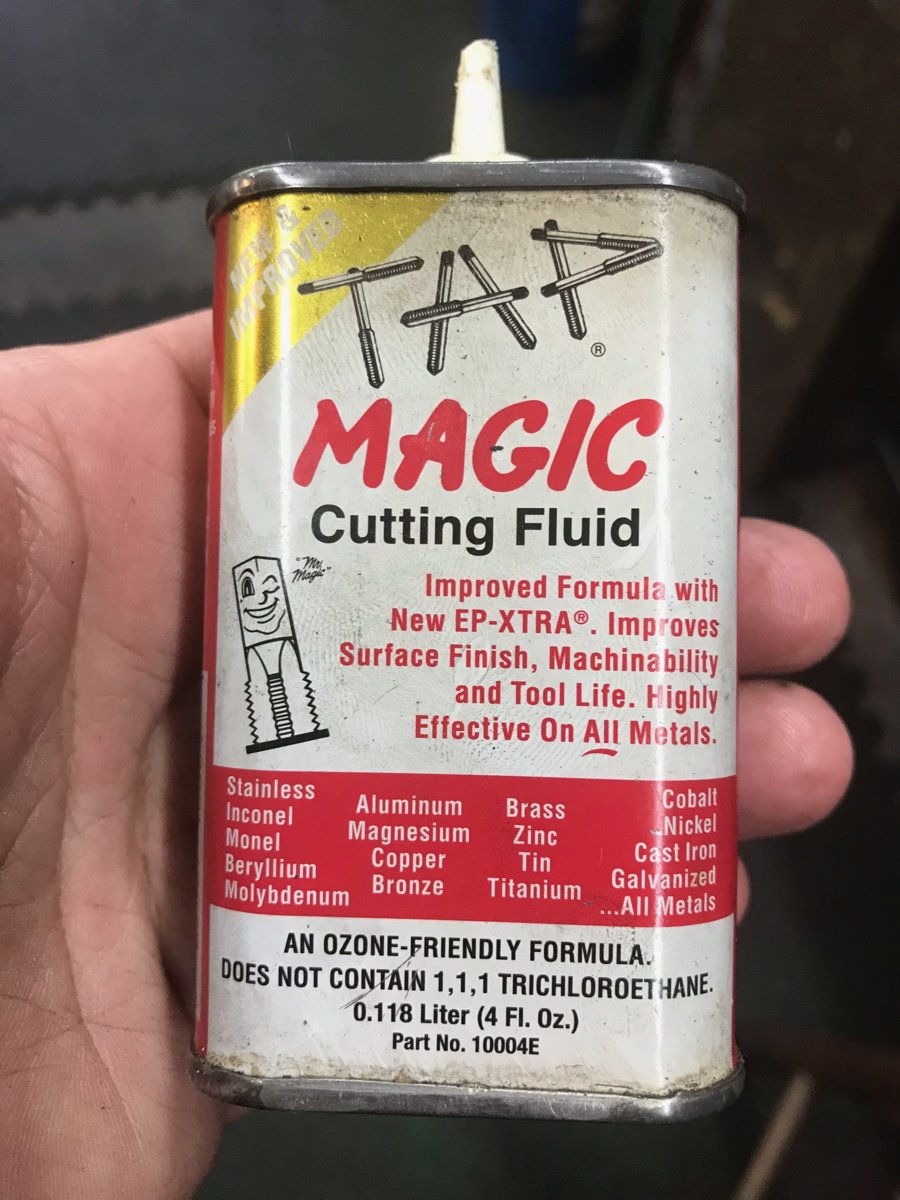 NEW &
IMPROVED
TAP®
MAGIC
Cutting Fluid
"Mr.
Magic"
Improved Formula with
New EP-XTRA®. Improves
Surface Finish, Machinability
and Tool Life. Highly
Effective On All Metals.
Stainless
Inconel
Monel
Beryllium
Molybdenum
Aluminum
Magnesium
Copper
Bronze
Brass
Zinc
Tin
Titanium
Cobalt
Nickel
Cast Iron
Galvanized
...All Metals
AN OZONE-FRIENDLY FORMULA.
DOES NOT CONTAIN 1,1,1 TRICHLOROETHANE.
0.118 Liter (4 Fl. Oz.)
Part No. 10004E